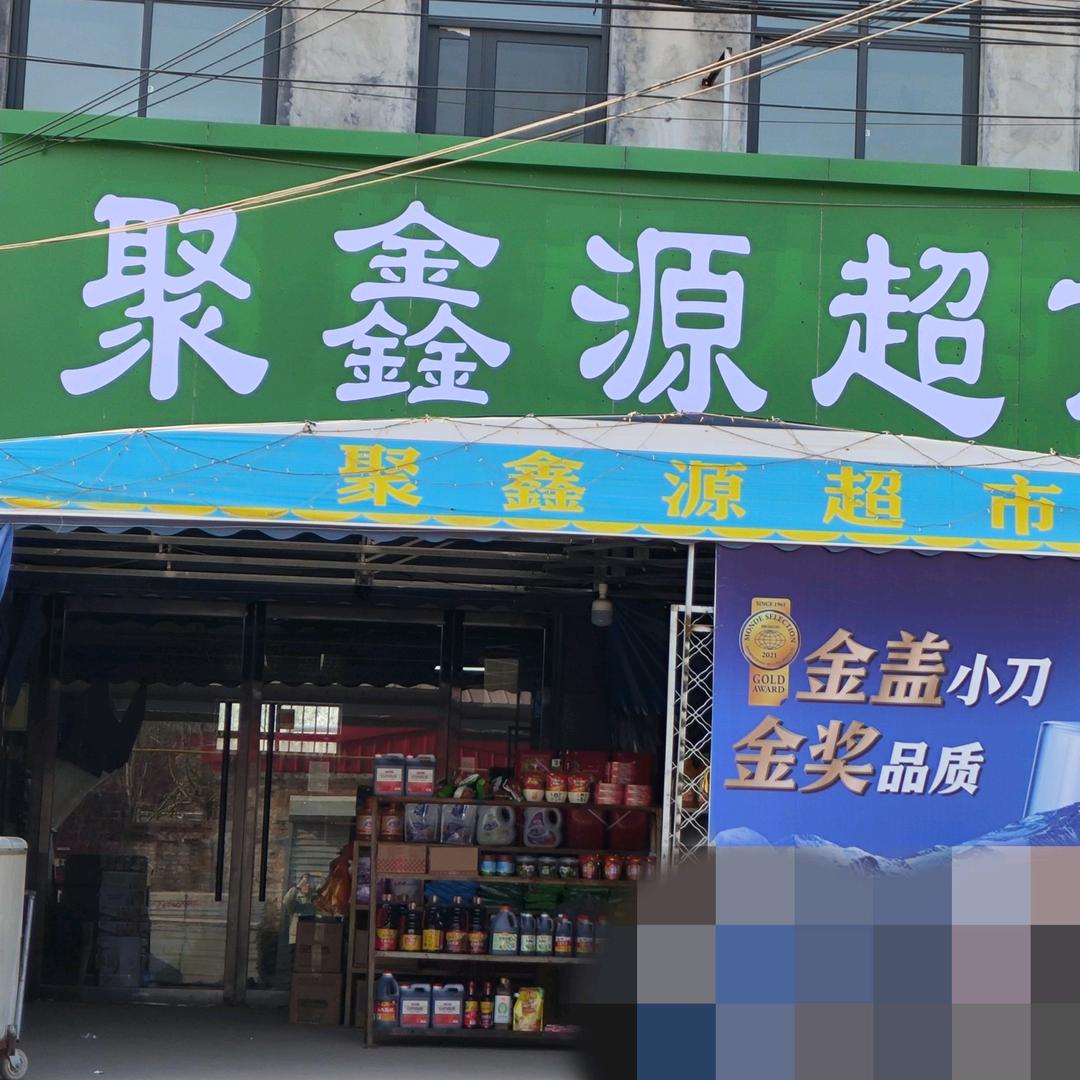 聚鑫源超
聚鑫源超市
SINCE 1961
MONDE SELECTION
2021
GOLD
AWARD
金盖小刀
金奖品质